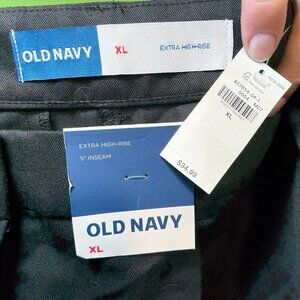 OLD NAVY
XL
EXTRA HIGH-RISE
EXTRA HIGH-RISE
5" INSEAM
OLD NAVY
XL
XL
$34.99